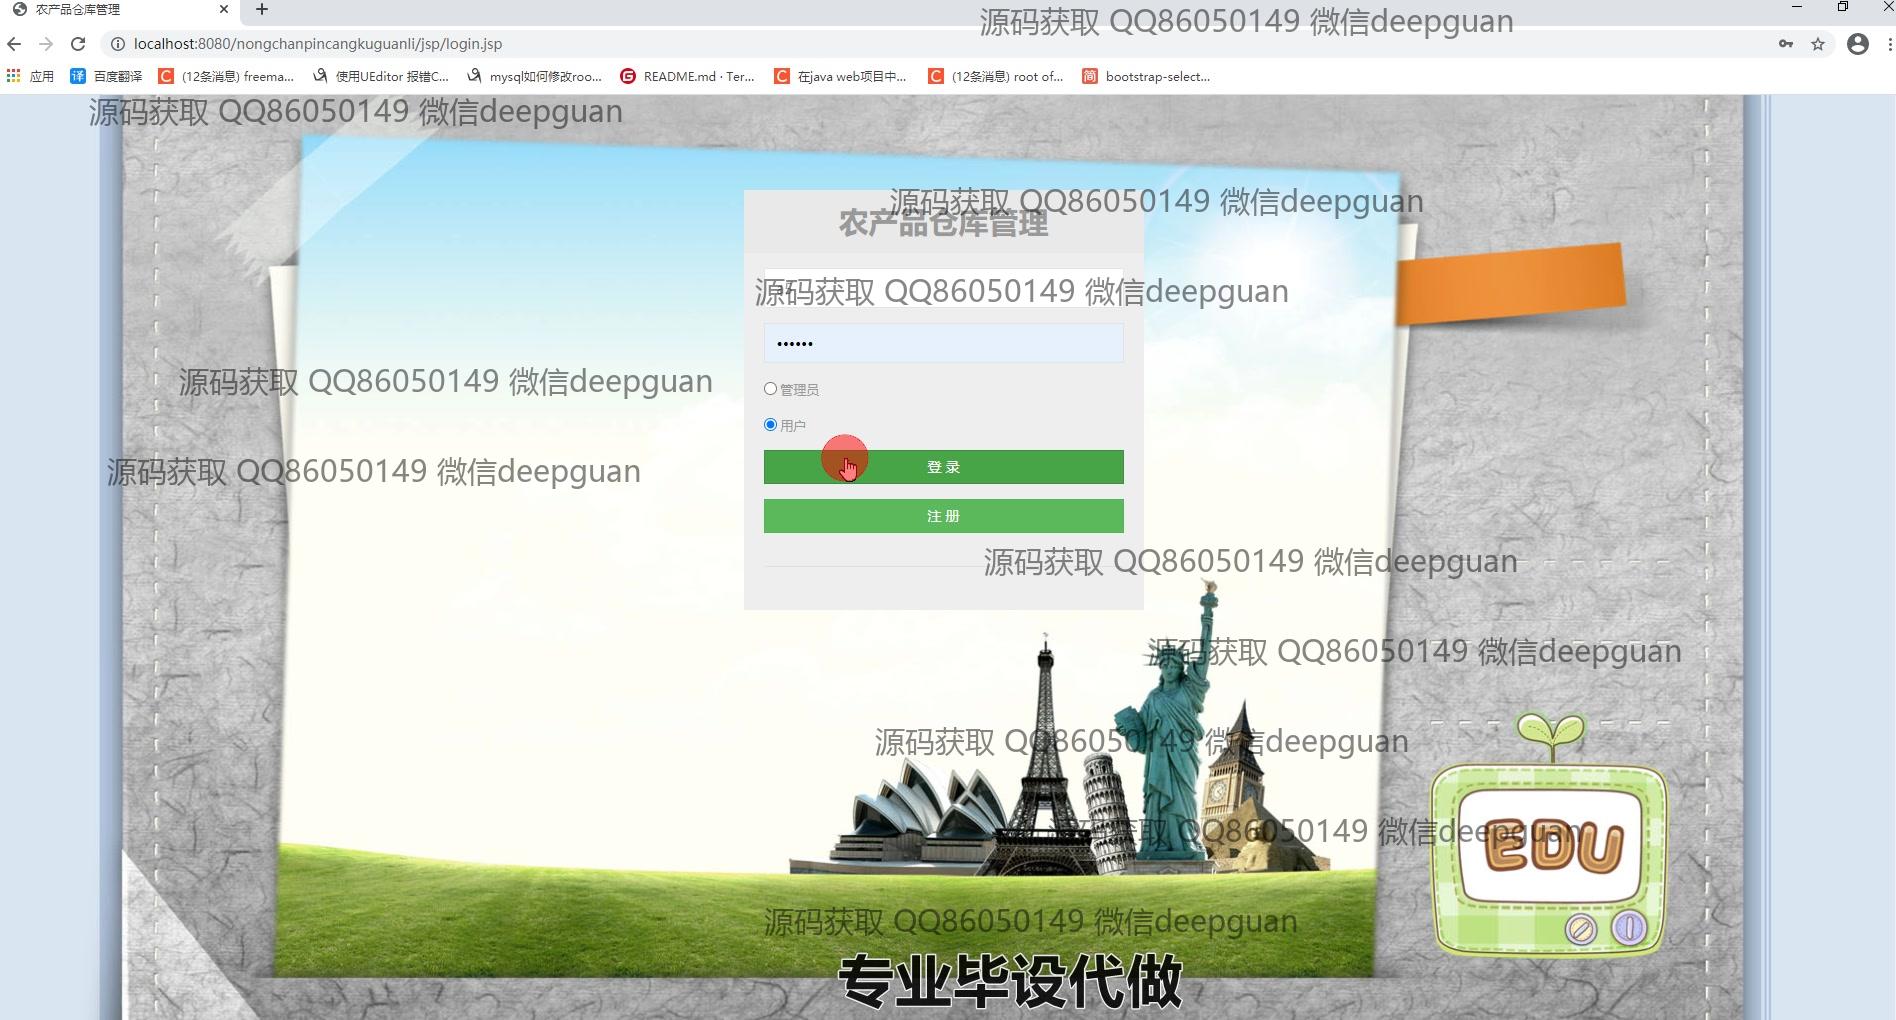 农产品仓库管理
源码获取 QQ86050149 微信deepguan
localhost:8080/nongchanpincangkuguanli/jsp/login.jsp
应用 百度翻译 (12条消息) freema... 使用UEditor 报错C... mysql如何修改roo... README.md · Ter... 在java web项目中... (12条消息) root of... bootstrap-select...
源码获取 QQ86050149 微信deepguan
源码获取 QQ86050149 微信deepguan
农产品仓库管理
源码获取 QQ86050149 微信deepguan
••••••
源码获取 QQ86050149 微信deepguan
管理员
用户
登 录
源码获取 QQ86050149 微信deepguan
注 册
源码获取 QQ86050149 微信deepguan
源码获取 QQ86050149 微信deepguan
源码获取 QQ86050149 微信deepguan
源码获取 QQ86050149 微信deepguan
EDU
源码获取 QQ86050149 微信deepguan
专业毕设代做